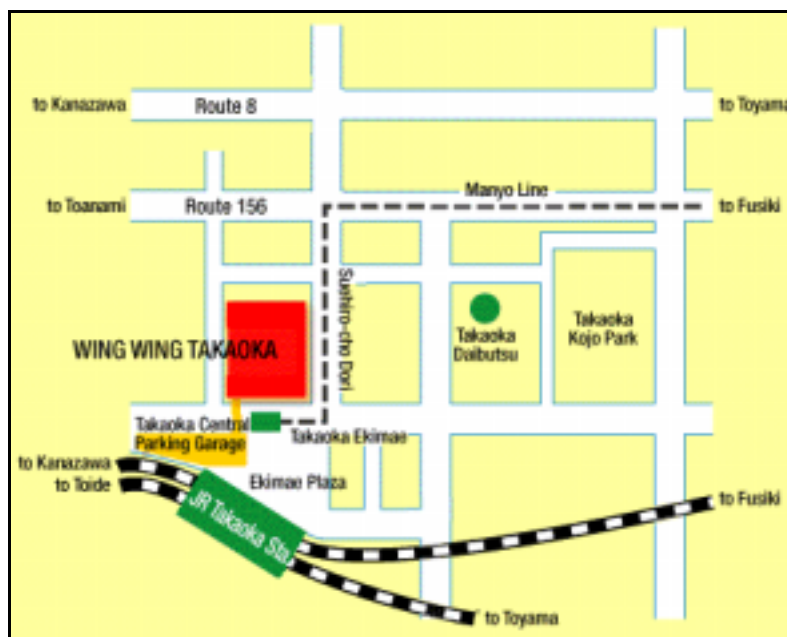 to Kanazawa
Route 8
to Toyama
Manyo Line
to Toanami
Route 156
to Fusiki
Suehiro-cho Dori
Takaoka
Kojo Park
Takaoka
Daibutsu
WING WING TAKAOKA
Takaoka Central
Parking Garage
Takaoka Ekimae
to Kanazawa
to Toide
Ekimae Plaza
JR Takaoka Sta.
to Fusiki
to Toyama